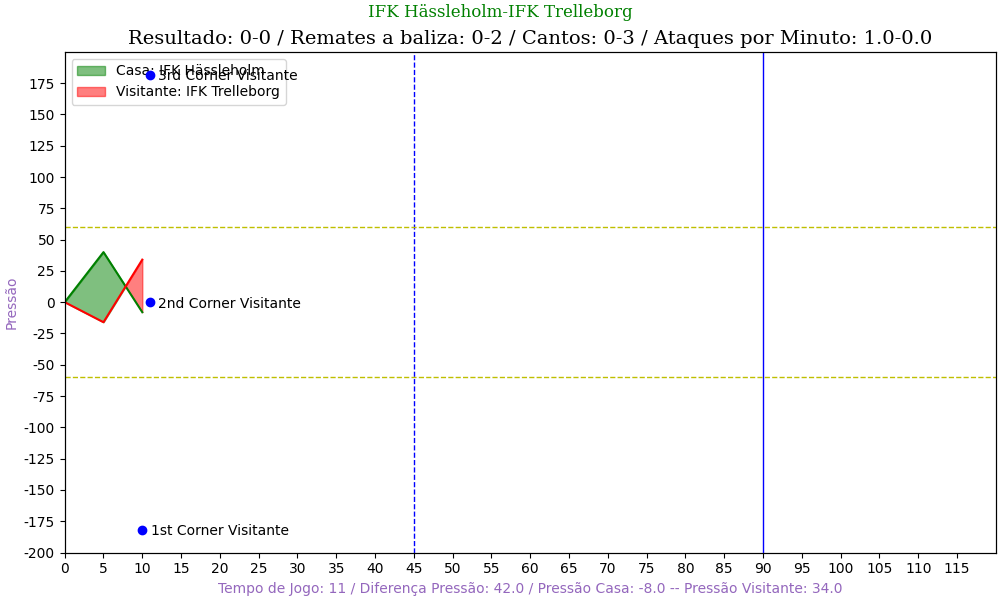 IFK Hässleholm-IFK Trelleborg
Resultado: 0-0 / Remates a baliza: 0-2 / Cantos: 0-3 / Ataques por Minuto: 1.0-0.0
Casa: IFK Hässleholm
3rd Corner Visitante
Visitante: IFK Trelleborg
175
150
125
100
75
50
25
0
-25
-50
-75
-100
-125
-150
-175
-200
Pressão
2nd Corner Visitante
1st Corner Visitante
0 5 10 15 20 25 30 35 40 45 50 55 60 65 70 75 80 85 90 95 100 105 110 115
Tempo de Jogo: 11 / Diferença Pressão: 42.0 / Pressão Casa: -8.0 -- Pressão Visitante: 34.0